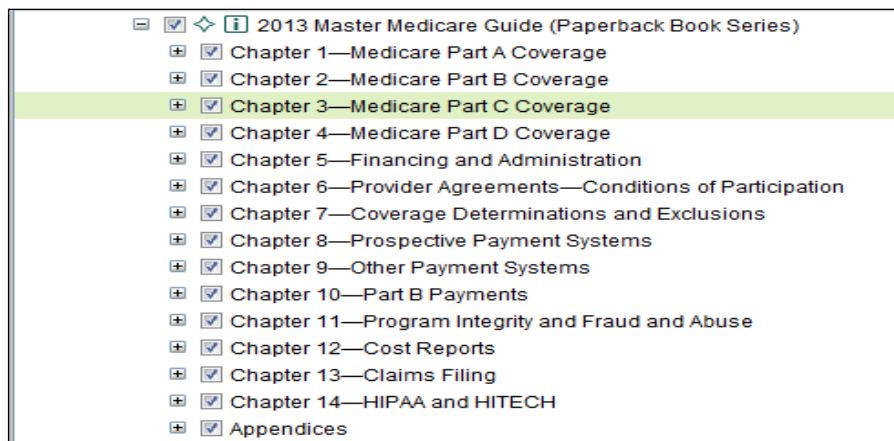 2013 Master Medicare Guide (Paperback Book Series)
Chapter 1—Medicare Part A Coverage
Chapter 2—Medicare Part B Coverage
Chapter 3—Medicare Part C Coverage
Chapter 4—Medicare Part D Coverage
Chapter 5—Financing and Administration
Chapter 6—Provider Agreements—Conditions of Participation
Chapter 7—Coverage Determinations and Exclusions
Chapter 8—Prospective Payment Systems
Chapter 9—Other Payment Systems
Chapter 10—Part B Payments
Chapter 11—Program Integrity and Fraud and Abuse
Chapter 12—Cost Reports
Chapter 13—Claims Filing
Chapter 14—HIPAA and HITECH
Appendices